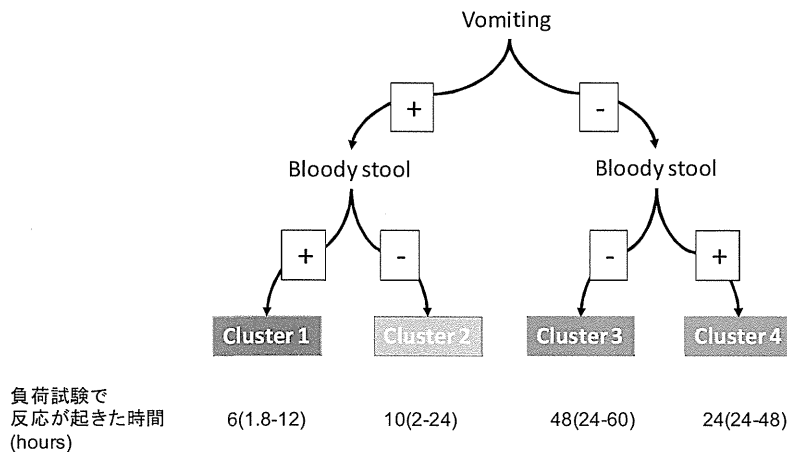 Vomiting
+
-
Bloody stool
Bloody stool
+
-
-
+
Cluster 1
Cluster 2
Cluster 3
Cluster 4
負荷試験で
反応が起きた時間
(hours)
6(1.8-12)
10(2-24)
48(24-60)
24(24-48)